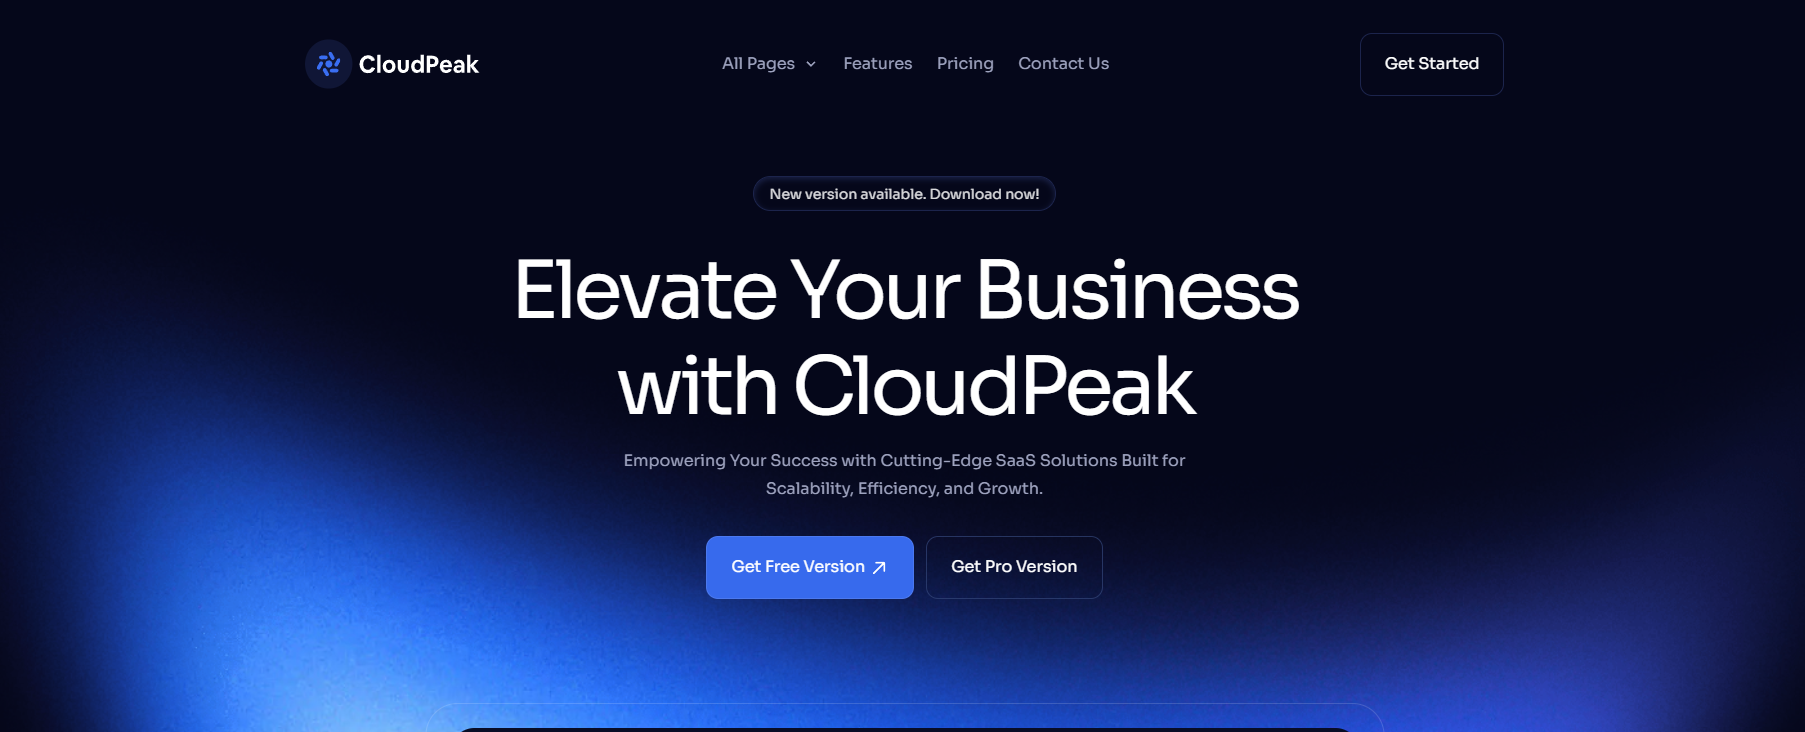 CloudPeak
All Pages
Features
Pricing
Contact Us
Get Started
New version available. Download now!
Elevate Your Business
with CloudPeak
Empowering Your Success with Cutting-Edge SaaS Solutions Built for
Scalability, Efficiency, and Growth.
Get Free Version
Get Pro Version